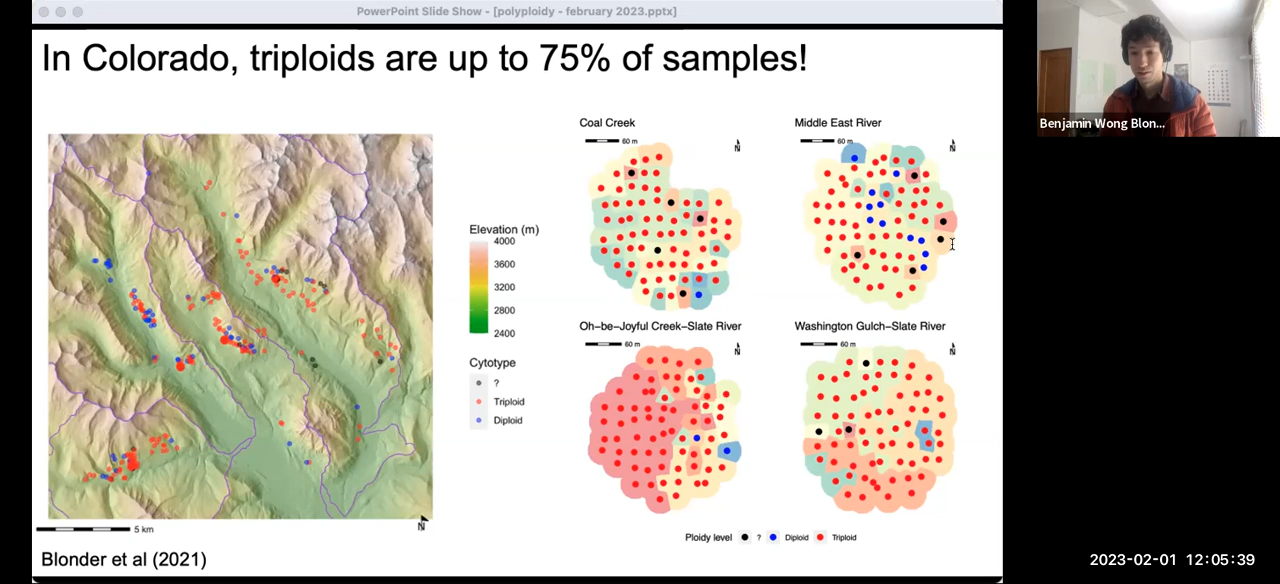 PowerPoint Slide Show - [polyploidy - february 2023.pptx]
In Colorado, triploids are up to 75% of samples!
Elevation (m)
4000
3600
3200
2800
2400
Cytotype
?
Triploid
Diploid
5 km
N
Coal Creek
60 m
N
Middle East River
60 m
N
Oh−be−Joyful Creek−Slate River
60 m
N
Washington Gulch−Slate River
60 m
N
Ploidy level ? Diploid Triploid
Blonder et al (2021)
Benjamin Wong Blon...
2023-02-01 12:05:39